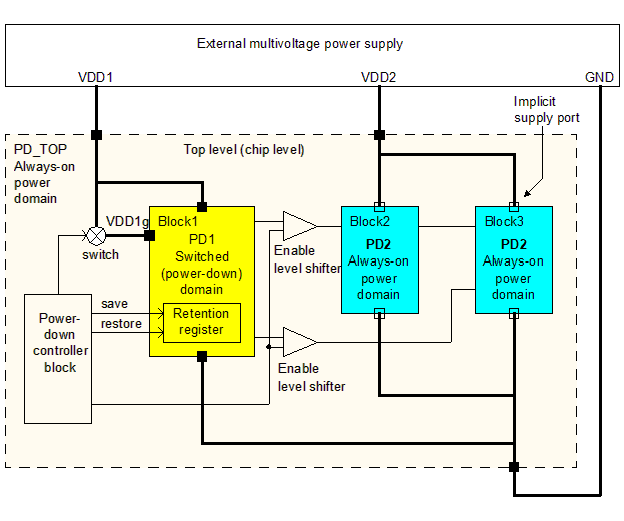 External multivoltage power supply
VDD1
VDD2
GND
Implicit
supply port
PD_TOP
Always-on
power
domain
Top level (chip level)
VDD1g
switch
Block1
PD1
Switched
(power-down)
domain
Retention
register
save
restore
Power-
down
controller
block
Enable
level shifter
Enable
level shifter
Block2
PD2
Always-on
power
domain
Block3
PD2
Always-on
power
domain